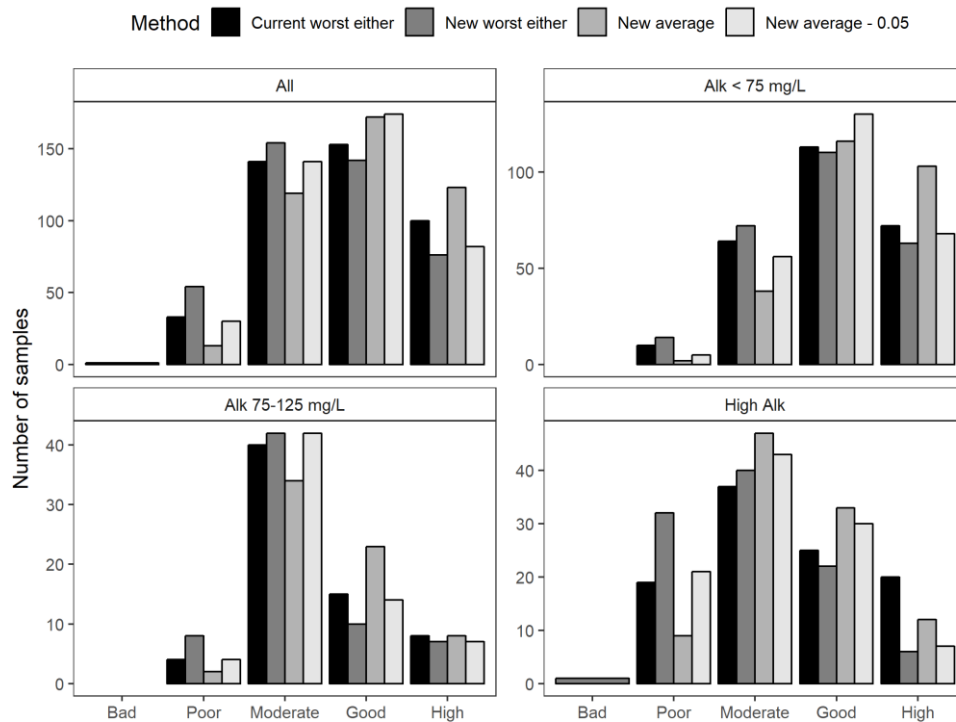 Method Current worst either New worst either New average New average - 0.05
All
Alk < 75 mg/L
150
100
50
0
100
50
0
Number of samples
Alk 75-125 mg/L
High Alk
40
30
20
10
0
40
30
20
10
0
Bad Poor Moderate Good High
Bad Poor Moderate Good High